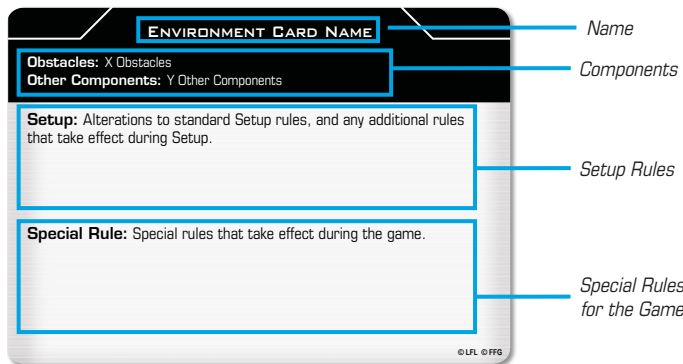 ENVIRONMENT CARD NAME
Name
Obstacles: X Obstacles
Other Components: Y Other Components
Components
Setup: Alterations to standard Setup rules, and any additional rules
that take effect during Setup.
Setup Rules
Special Rule: Special rules that take effect during the game.
Special Rules
for the Game
© LFL © FFG